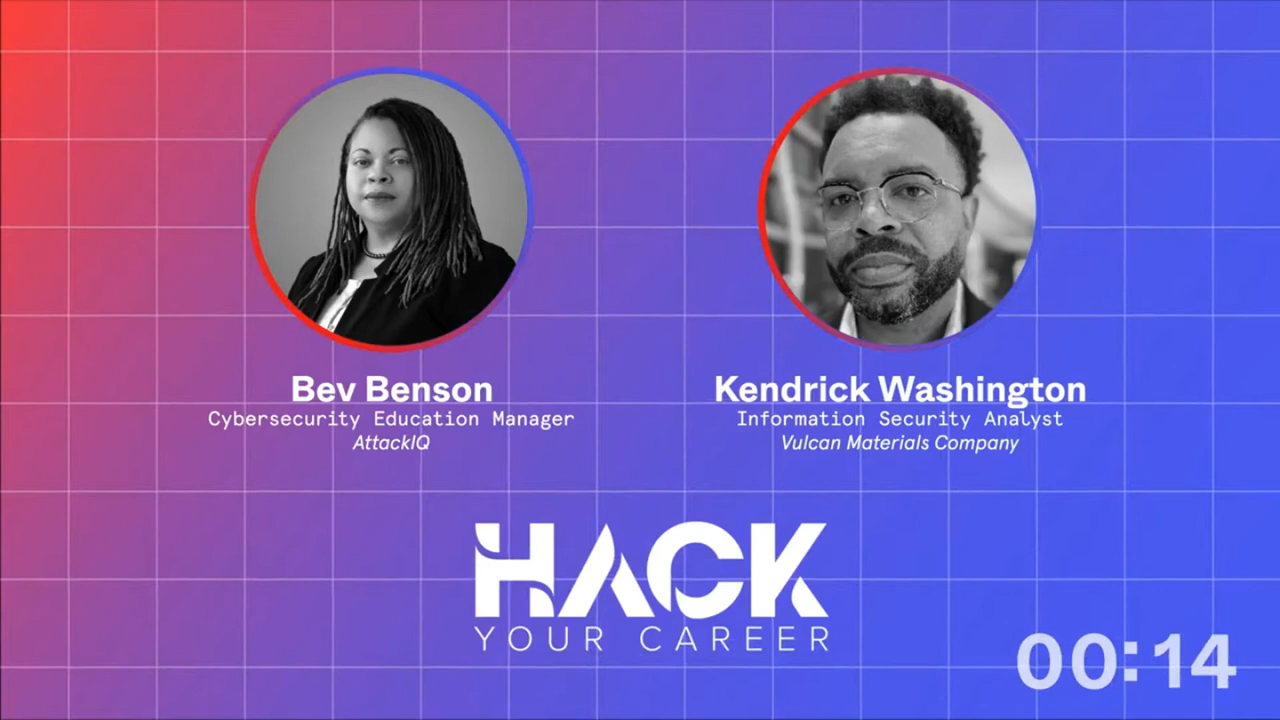 Bev Benson
Cybersecurity Education Manager
AttackIQ
Kendrick Washington
Information Security Analyst
Vulcan Materials Company
HACK
YOUR CAREER
00:14